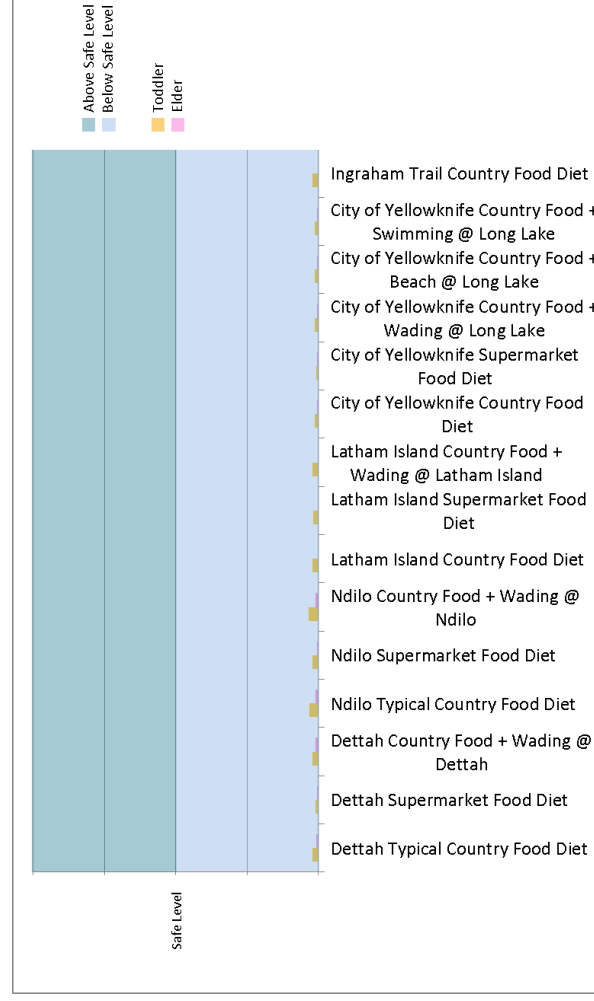 Above Safe Level
Below Safe Level
Toddler
Elder
Ingraham Trail Country Food Diet
City of Yellowknife Country Food +
Swimming @ Long Lake
City of Yellowknife Country Food +
Beach @ Long Lake
City of Yellowknife Country Food +
Wading @ Long Lake
City of Yellowknife Supermarket
Food Diet
City of Yellowknife Country Food
Diet
Latham Island Country Food +
Wading @ Latham Island
Latham Island Supermarket Food
Diet
Latham Island Country Food Diet
Ndilo Country Food + Wading @
Ndilo
Ndilo Supermarket Food Diet
Ndilo Typical Country Food Diet
Dettah Country Food + Wading @
Dettah
Dettah Supermarket Food Diet
Dettah Typical Country Food Diet
Safe Level